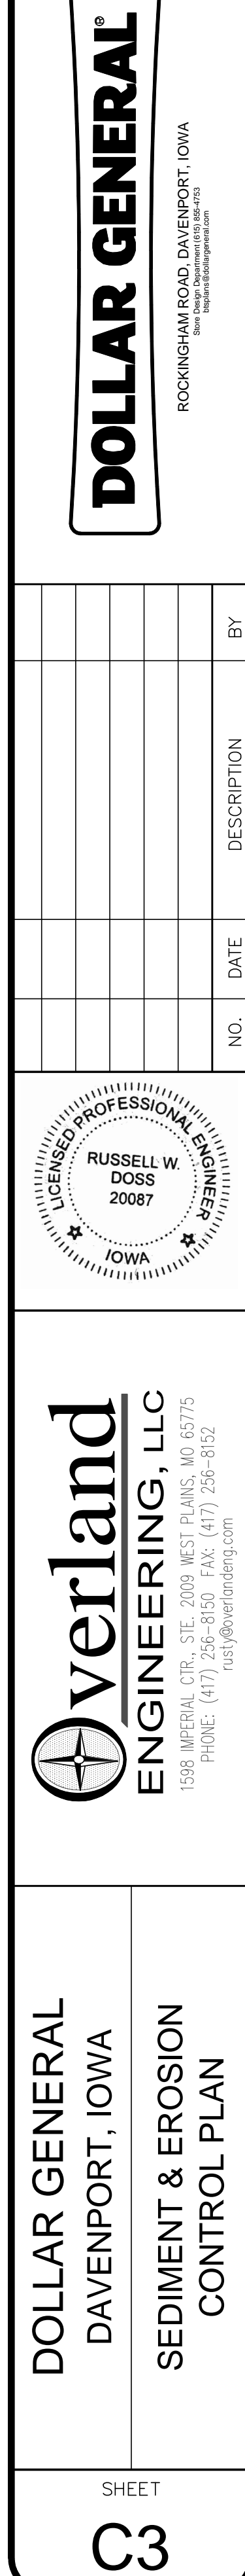 DOLLAR GENERAL®
ROCKINGHAM ROAD, DAVENPORT, IOWA
Store Design Department (615) 855-4753
btsplans@dollargeneral.com
NO. DATE DESCRIPTION BY
LICENSED PROFESSIONAL ENGINEER
RUSSELL W.
DOSS
20087
IOWA
Overland
ENGINEERING, LLC
1598 IMPERIAL CTR., STE. 2009 WEST PLAINS, MO 65775
PHONE: (417) 256-8150 FAX: (417) 256-8152
rusty@overlandeng.com
DOLLAR GENERAL
DAVENPORT, IOWA
SEDIMENT & EROSION
CONTROL PLAN
SHEET
C3